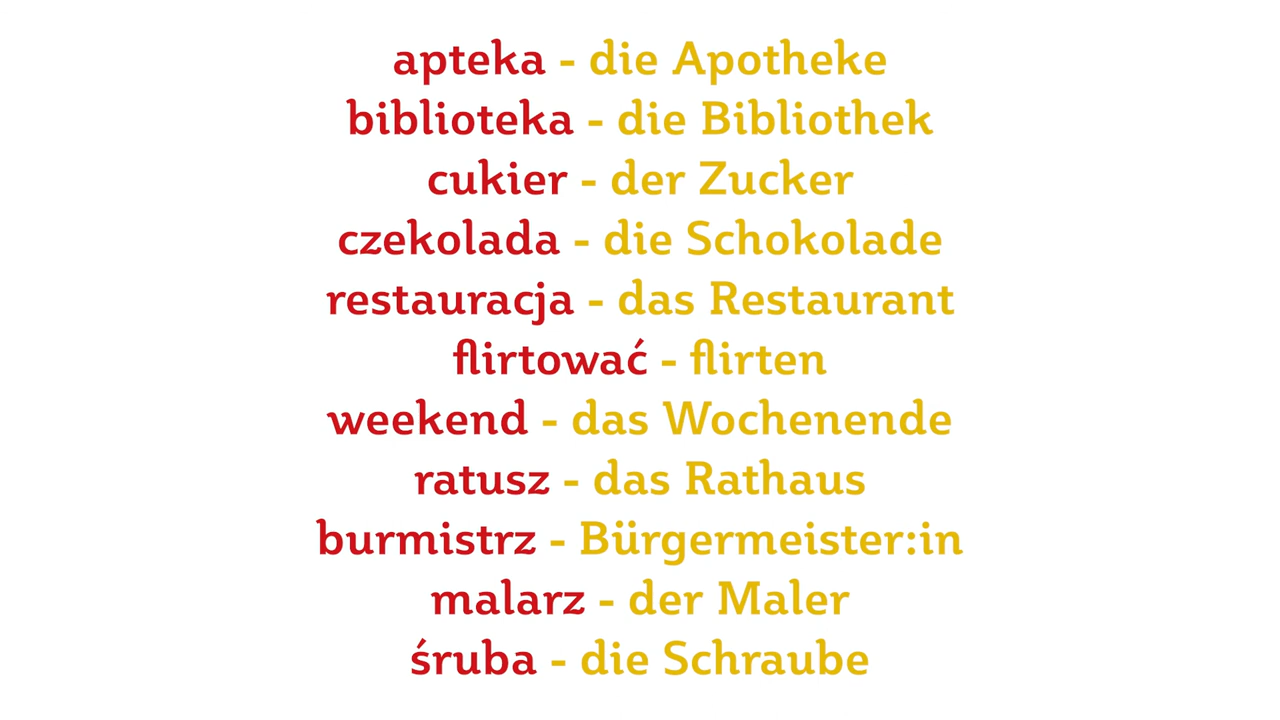 apteka - die Apotheke
biblioteka - die Bibliothek
cukier - der Zucker
czekolada - die Schokolade
restauracja - das Restaurant
flirtować - flirten
weekend - das Wochenende
ratusz - das Rathaus
burmistrz - Bürgermeister:in
malarz - der Maler
śruba - die Schraube